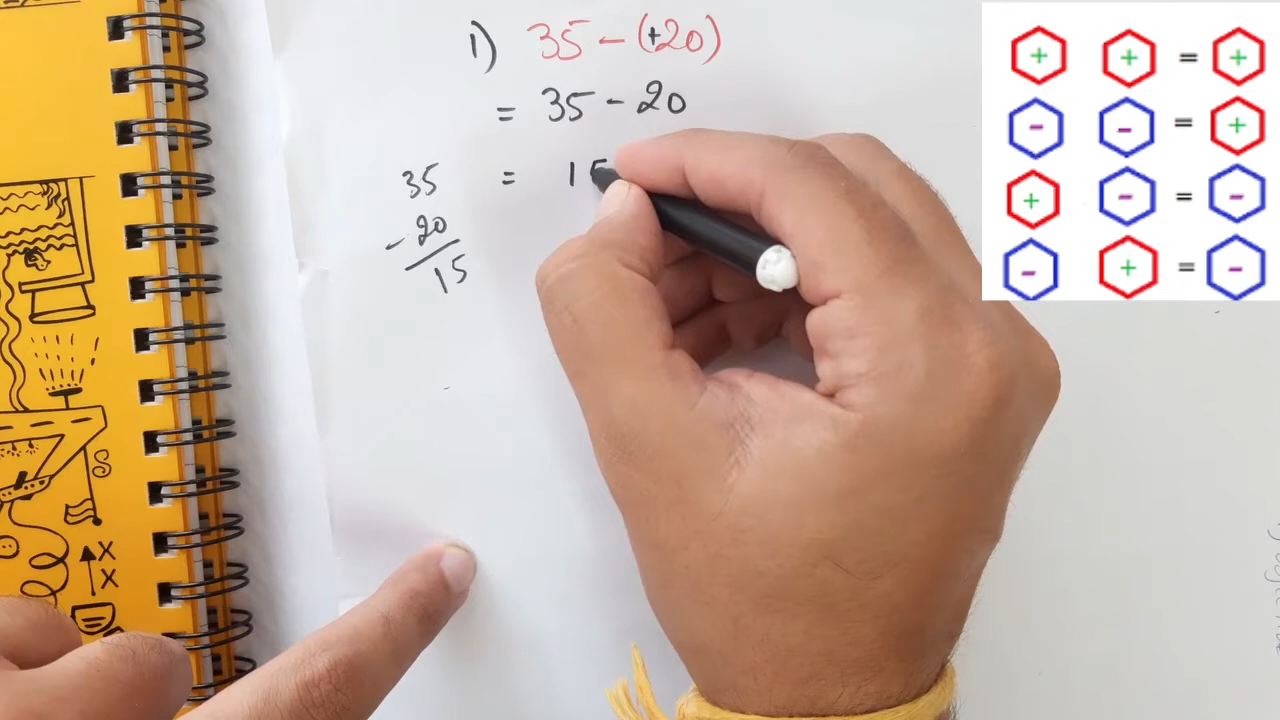 1) 35 - (+20)
= 35 - 20
35 = 15
- 20
15
+ + = +
- - = +
+ - = -
- + = -
S
X
X